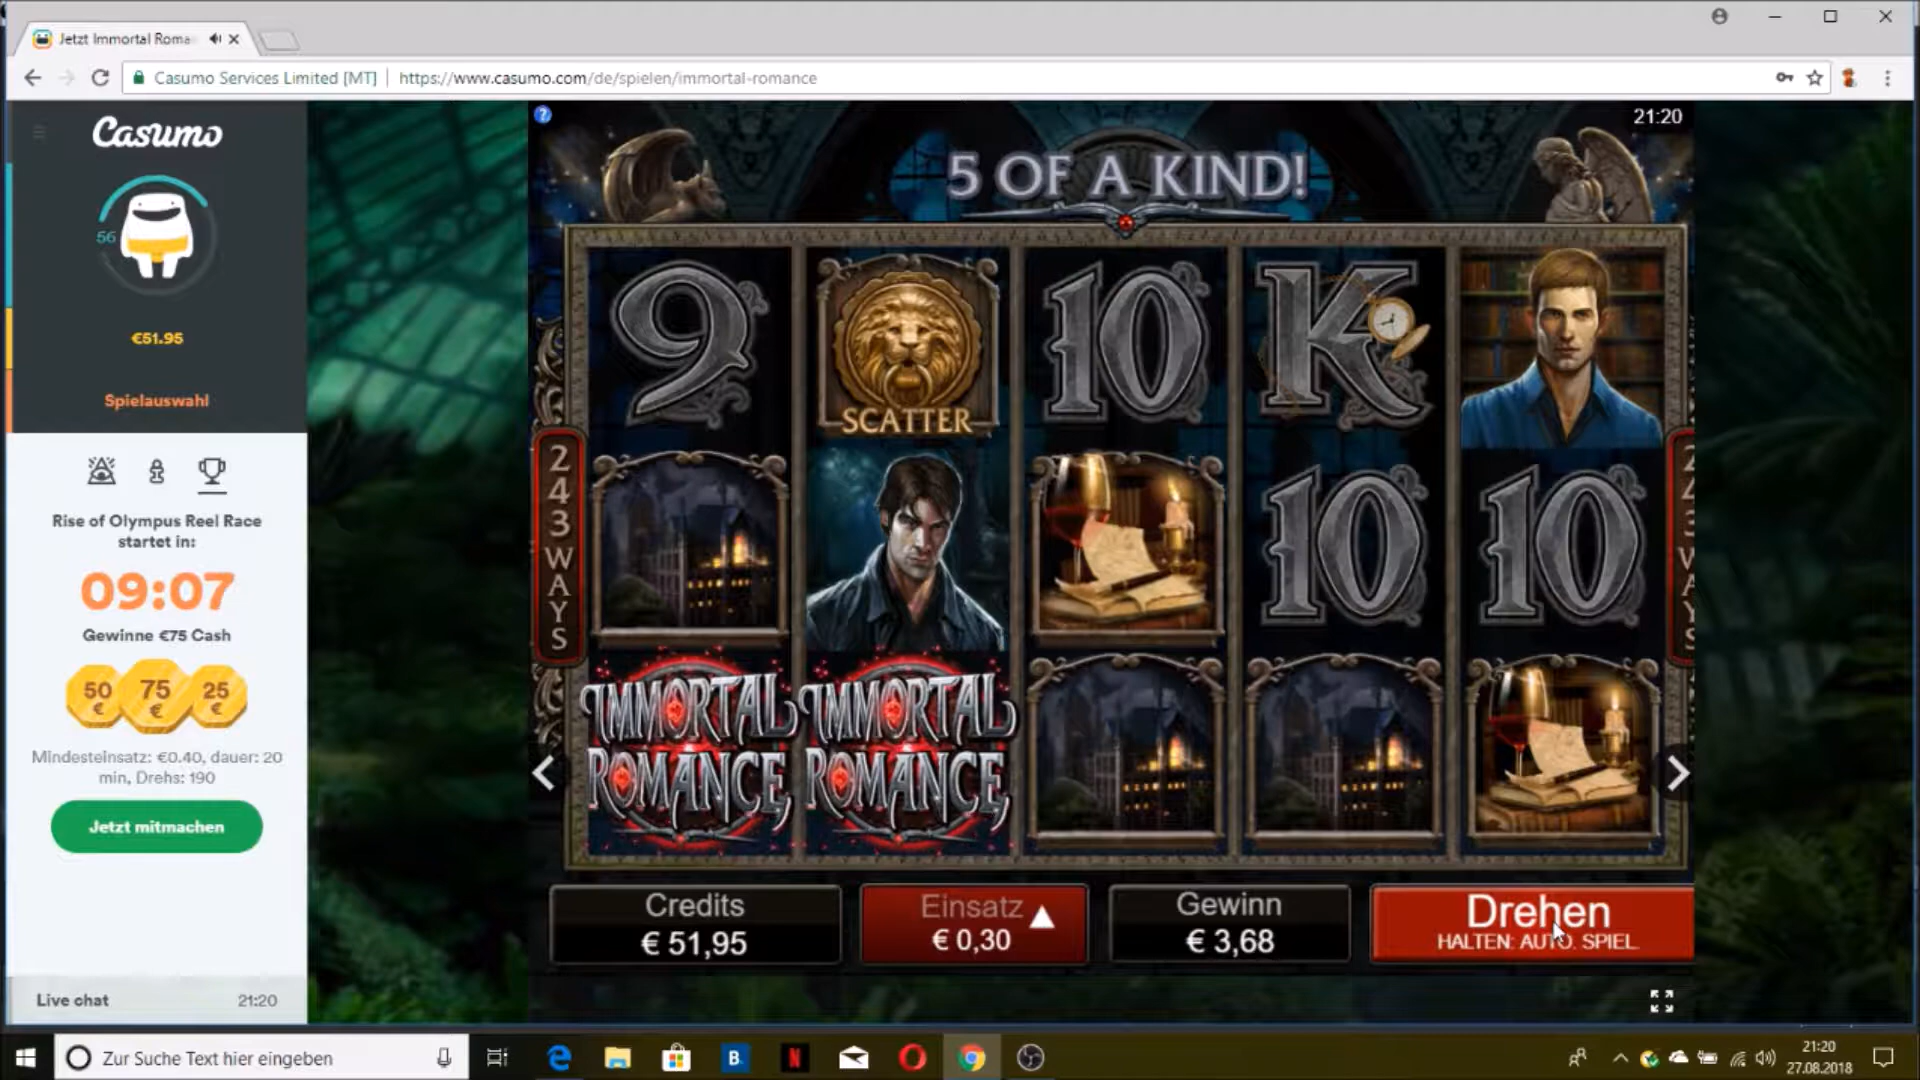 Jetzt Immortal Roma
Casumo Services Limited [MT]
https://www.casumo.com/de/spielen/immortal-romance
Casumo
56
€51.95
Spielauswahl
Rise of Olympus Reel Race
startet in:
09:07
Gewinne €75 Cash
50 €
75 €
25 €
Mindesteinsatz: €0.40, dauer: 20
min, Drehs: 190
Jetzt mitmachen
Live chat
21:20
?
21:20
5 OF A KIND!
9
SCATTER
10
K
243 WAYS
10
10
243 WAYS
IMMORTAL
ROMANCE
IMMORTAL
ROMANCE
Credits
€ 51,95
Einsatz
€ 0,30
Gewinn
€ 3,68
Drehen
HALTEN: AUTO. SPIEL.
Zur Suche Text hier eingeben
B.
N
21:20
27.08.2018